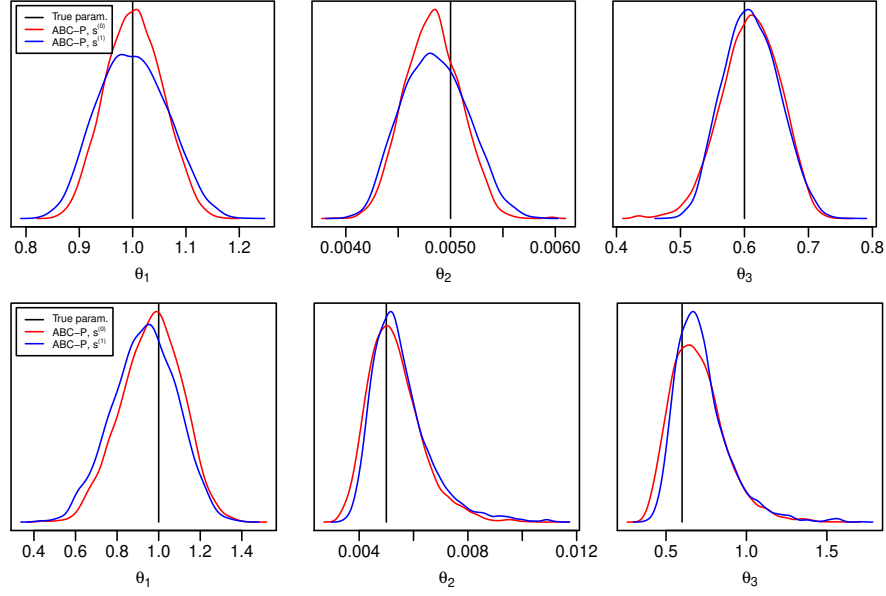 True param.
ABC−P, s⁽⁰⁾
ABC−P, s⁽¹⁾
0.8 0.9 1.0 1.1 1.2
0.0040 0.0050 0.0060
0.4 0.5 0.6 0.7 0.8
θ₁ θ₂ θ₃
True param.
ABC−P, s⁽⁰⁾
ABC−P, s⁽¹⁾
0.4 0.6 0.8 1.0 1.2 1.4
0.004 0.008 0.012
0.5 1.0 1.5
θ₁ θ₂ θ₃